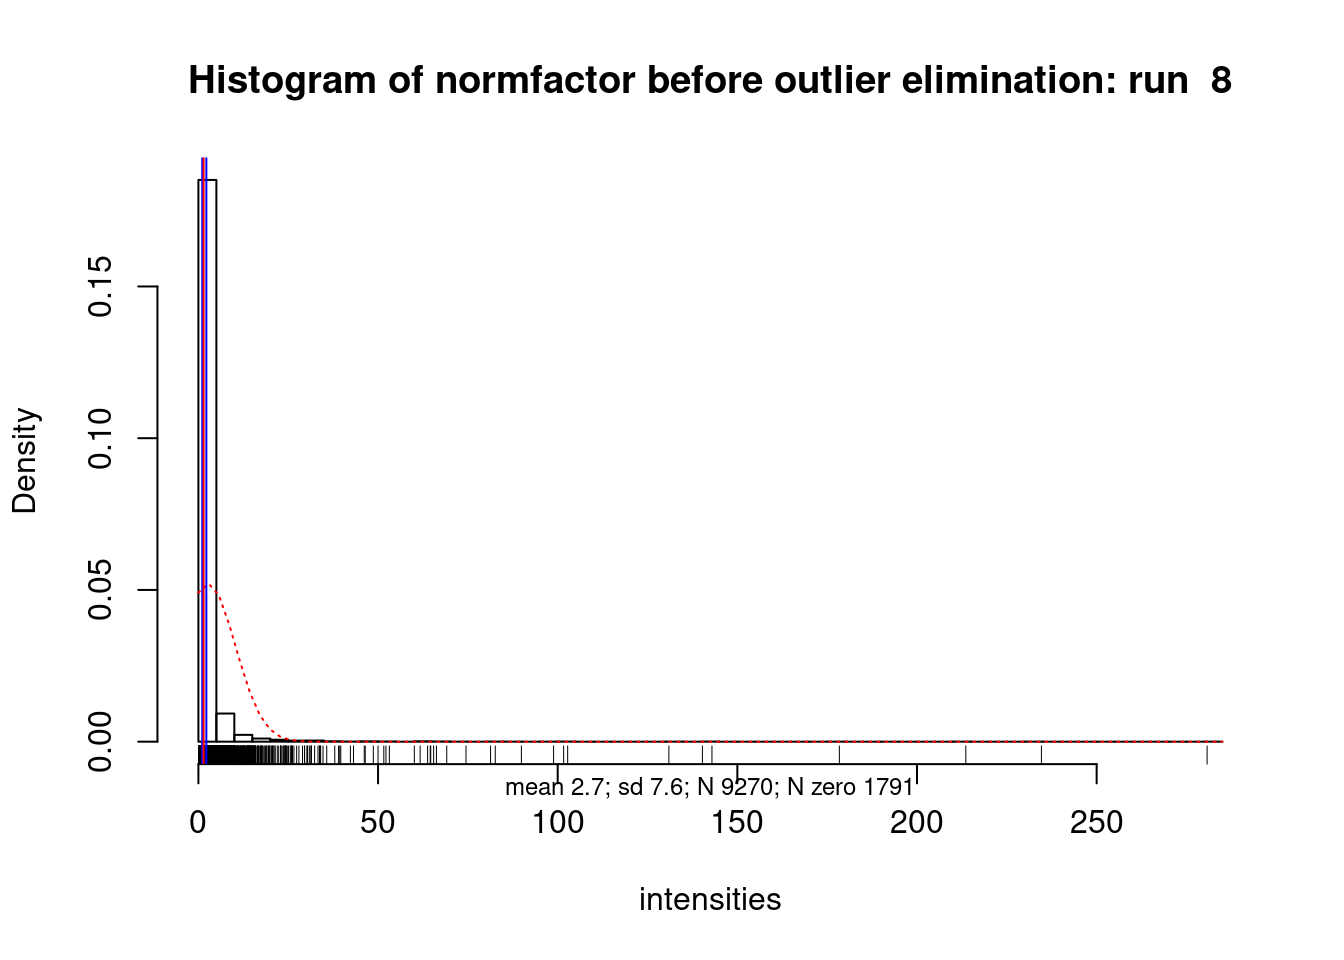 Histogram of normfactor before outlier elimination: run  8
Density
0.15
0.10
0.05
0.00
mean 2.7; sd 7.6; N 9270; N zero 1791
0 50 100 150 200 250
intensities